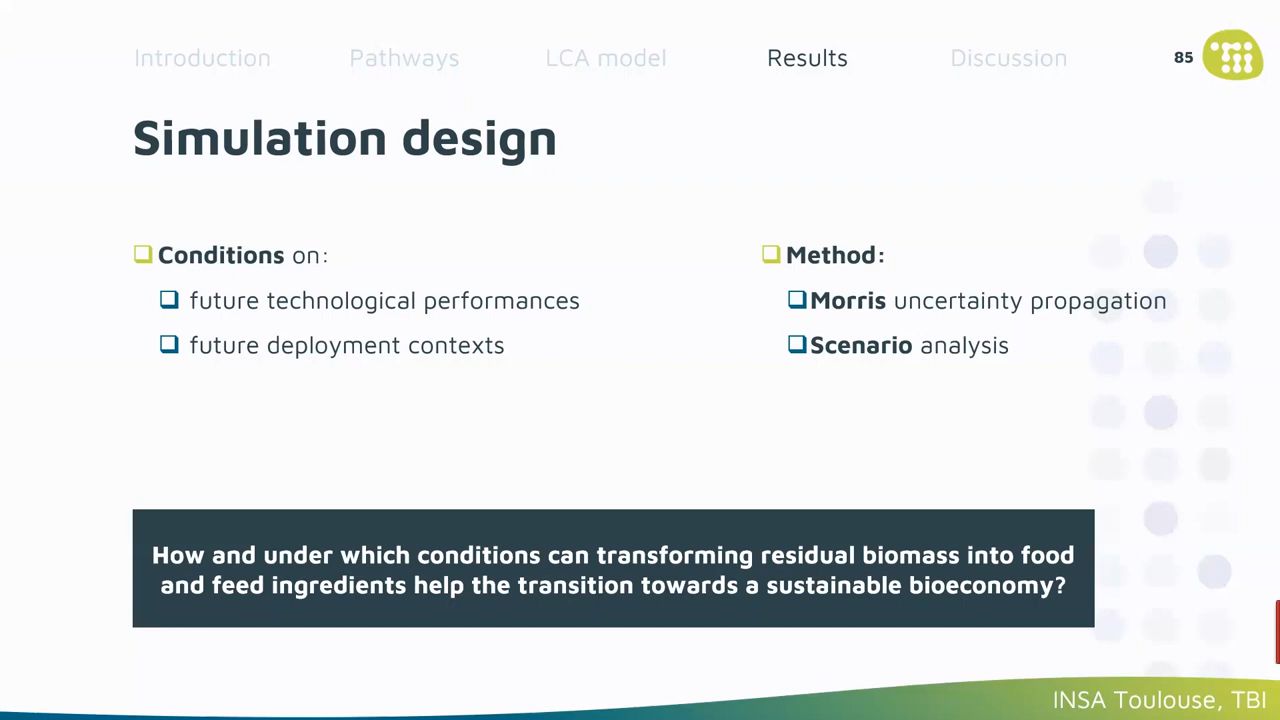 Introduction Pathways LCA model Results Discussion 85
Simulation design
Conditions on:
future technological performances
future deployment contexts
Method:
Morris uncertainty propagation
Scenario analysis
How and under which conditions can transforming residual biomass into food
and feed ingredients help the transition towards a sustainable bioeconomy?
INSA Toulouse, TBI